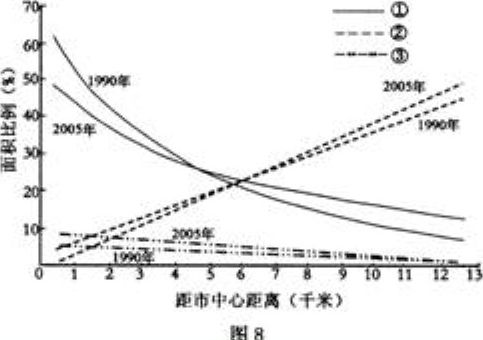 70
60
50
40
30
20
10
0
面积比例（%）
①
②
③
1990年
2005年
2005年
1990年
2005年
1990年
1 2 3 4 5 6 7 8 9 10 11 12 13
距市中心距离（千米）
图 8